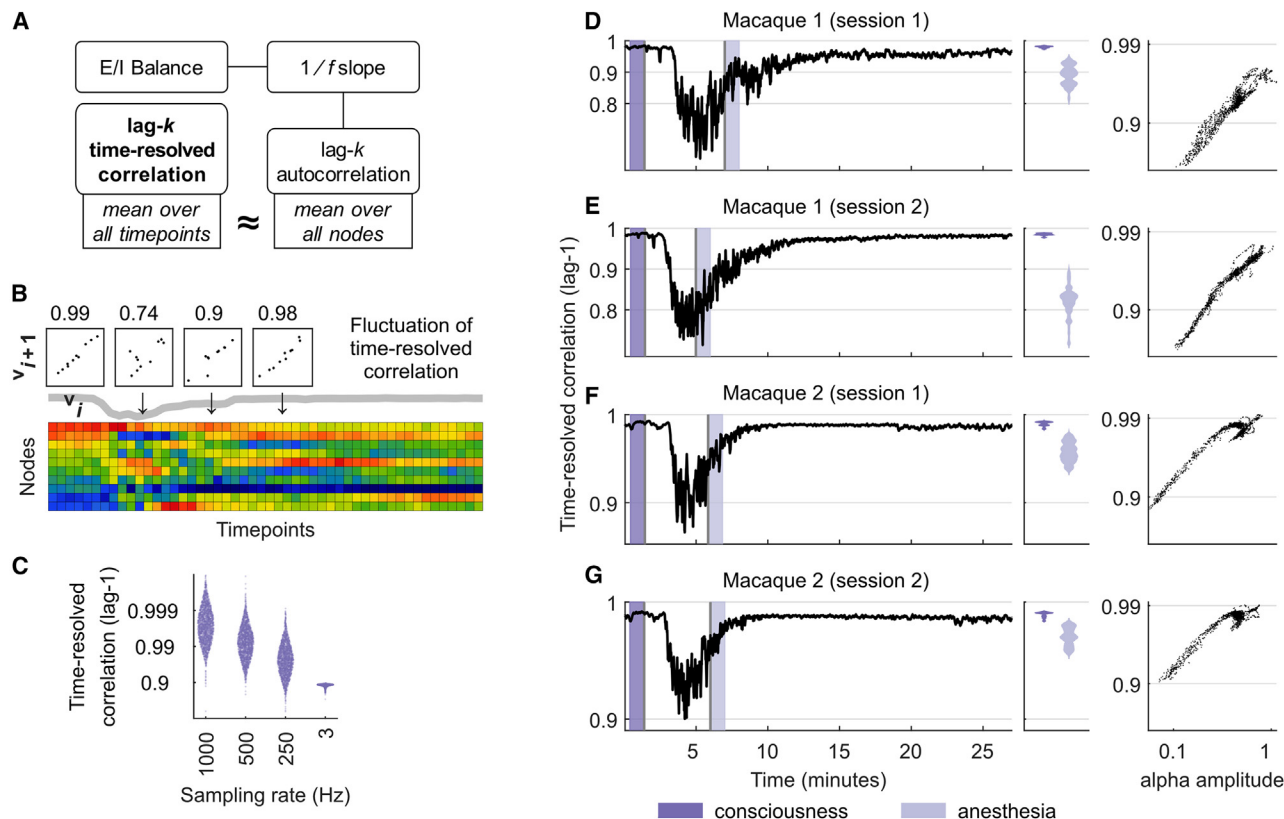 A
E/I Balance
1/f slope
lag-k
time-resolved
correlation
lag-k
autocorrelation
mean over
all timepoints
≈
mean over
all nodes
B
0.99
0.74
0.9
0.98
Fluctuation of
time-resolved
correlation
v i + 1
v i
Nodes
Timepoints
C
Time-resolved
correlation (lag-1)
0.999
0.99
0.9
1000
500
250
3
Sampling rate (Hz)
D
Macaque 1 (session 1)
1
0.9
0.8
0.99
0.9
E
Macaque 1 (session 2)
1
0.9
0.8
0.99
0.9
Time-resolved correlation (lag-1)
F
Macaque 2 (session 1)
1
0.9
0.99
0.9
G
Macaque 2 (session 2)
1
0.9
0.99
0.9
5
10
15
20
25
Time (minutes)
0.1
1
alpha amplitude
consciousness
anesthesia